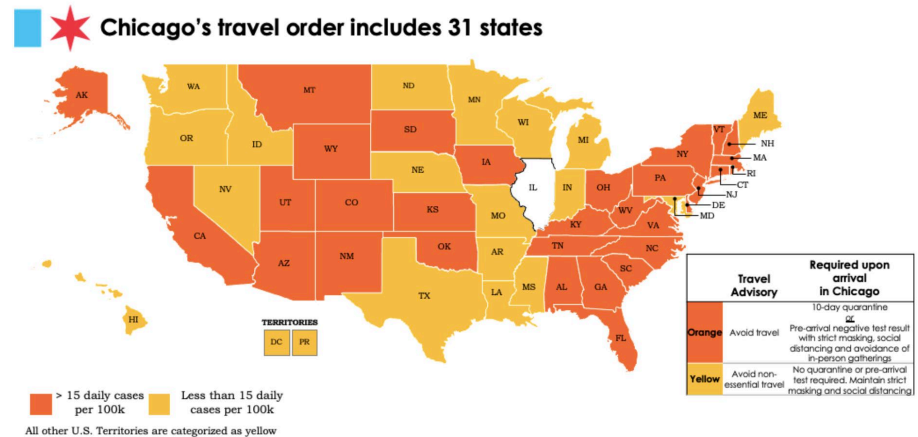 Chicago's travel order includes 31 states
AK
WA
MT
ND
MN
ME
OR
ID
WY
SD
WI
MI
VT
NH
NY
MA
RI
CT
NJ
DE
MD
NV
UT
CO
NE
IA
IL
IN
OH
PA
CA
KS
MO
KY
WV
VA
AZ
NM
OK
AR
TN
NC
SC
TX
LA
MS
AL
GA
FL
HI
TERRITORIES
DC PR
Travel
Advisory
Required upon
arrival
in Chicago
Orange
Avoid travel
10-day quarantine
or
Pre-arrival negative test result
with strict masking, social
distancing and avoidance of
in-person gatherings
Yellow
Avoid non-
essential travel
No quarantine or pre-arrival
test required. Maintain strict
masking and social distancing
> 15 daily cases
per 100k
Less than 15 daily
cases per 100k
All other U.S. Territories are categorized as yellow